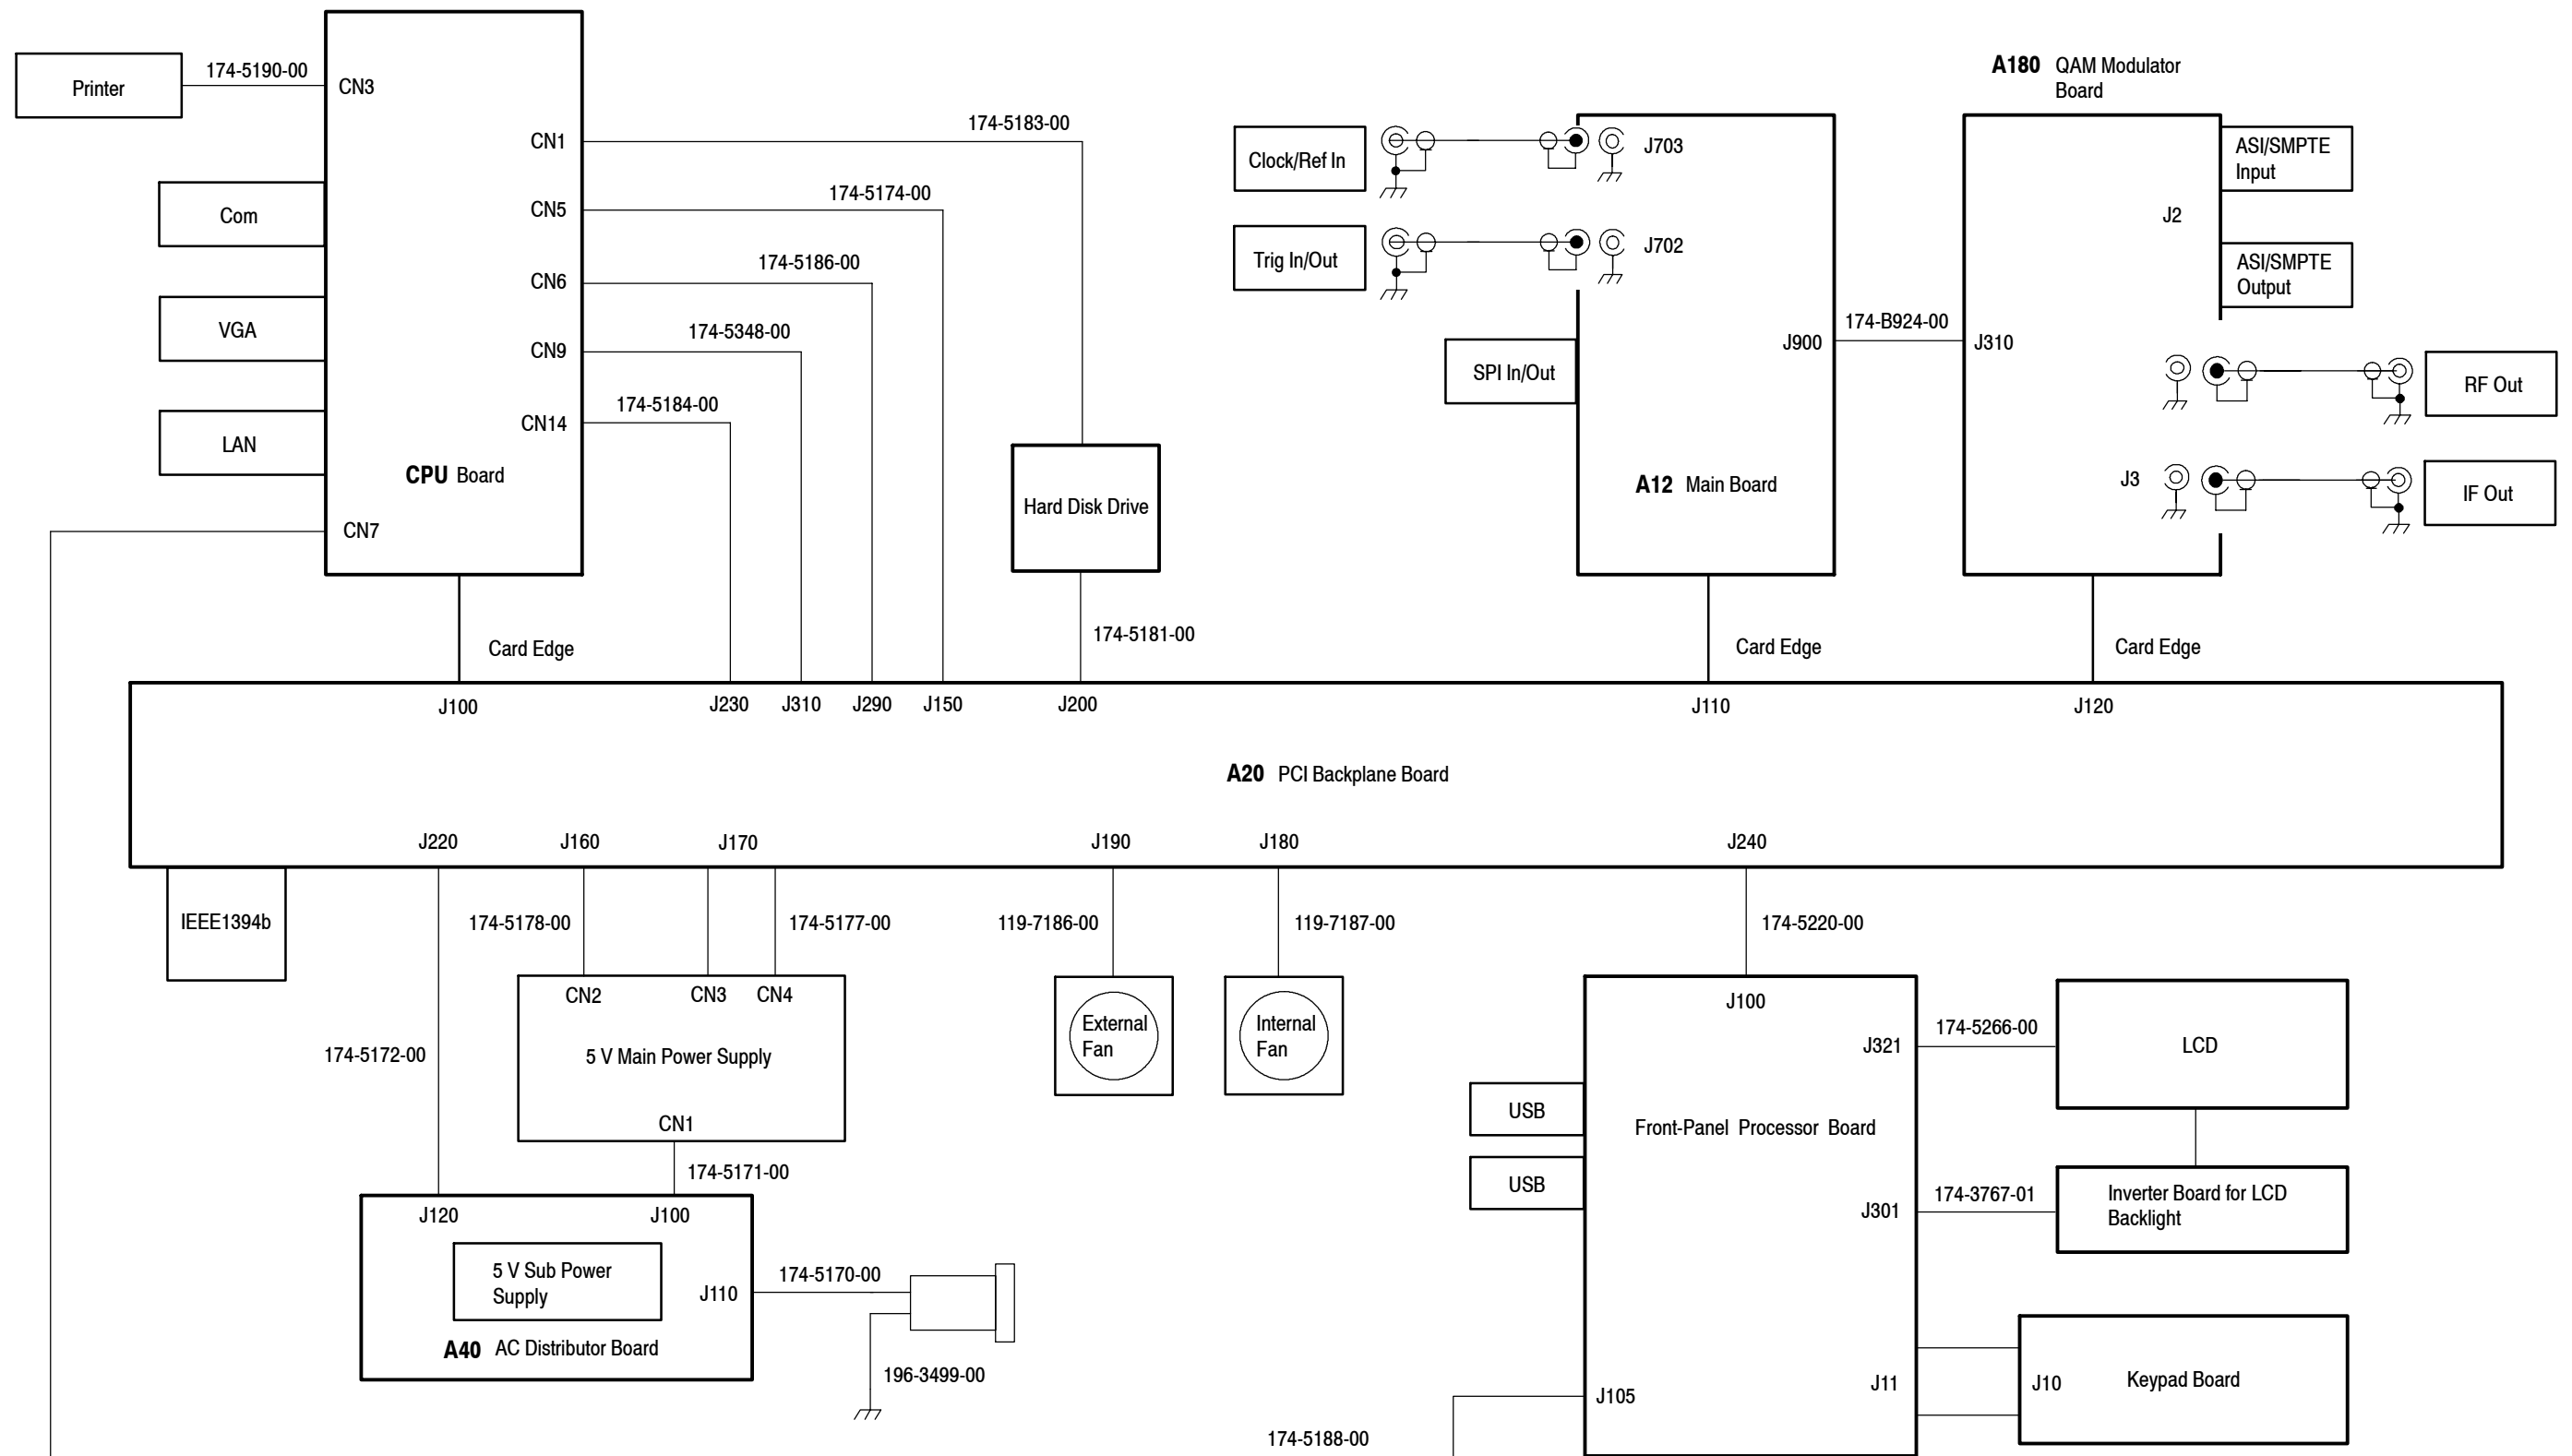 A180 QAM Modulator
Board
Printer
174-5190-00
CN3
CN1
174-5183-00
Com
CN5
174-5174-00
VGA
CN6
174-5186-00
CN9
174-5348-00
LAN
CN14
174-5184-00
CPU Board
CN7
Hard Disk Drive
174-5181-00
Card Edge
Clock/Ref In
J703
Trig In/Out
J702
SPI In/Out
J900
174-B924-00
A12 Main Board
Card Edge
J310
J2
ASI/SMPTE
Input
ASI/SMPTE
Output
RF Out
J3
IF Out
Card Edge
J100
J230
J310
J290
J150
J200
J110
J120
A20 PCI Backplane Board
J220
J160
J170
J190
J180
J240
IEEE1394b
174-5178-00
174-5177-00
119-7186-00
119-7187-00
174-5220-00
174-5172-00
CN2
CN3
CN4
5 V Main Power Supply
CN1
174-5171-00
External
Fan
Internal
Fan
J120
J100
5 V Sub Power
Supply
J110
174-5170-00
A40 AC Distributor Board
196-3499-00
J100
J321
174-5266-00
LCD
USB
Front-Panel Processor Board
USB
J301
174-3767-01
Inverter Board for LCD
Backlight
J105
J11
J10
Keypad Board
174-5188-00